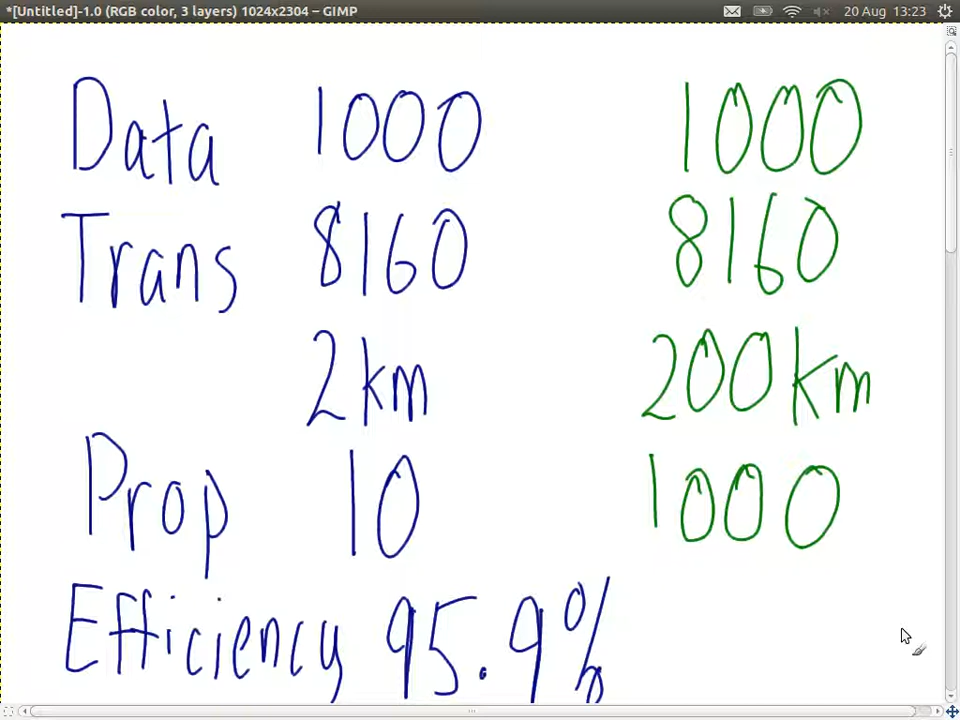 *[Untitled]-1.0 (RGB color, 3 layers) 1024x2304 – GIMP 20 Aug 13:23
Data 1000 1000
Trans 8160 8160
2km 200km
Prop 10 1000
Efficiency 95.9%